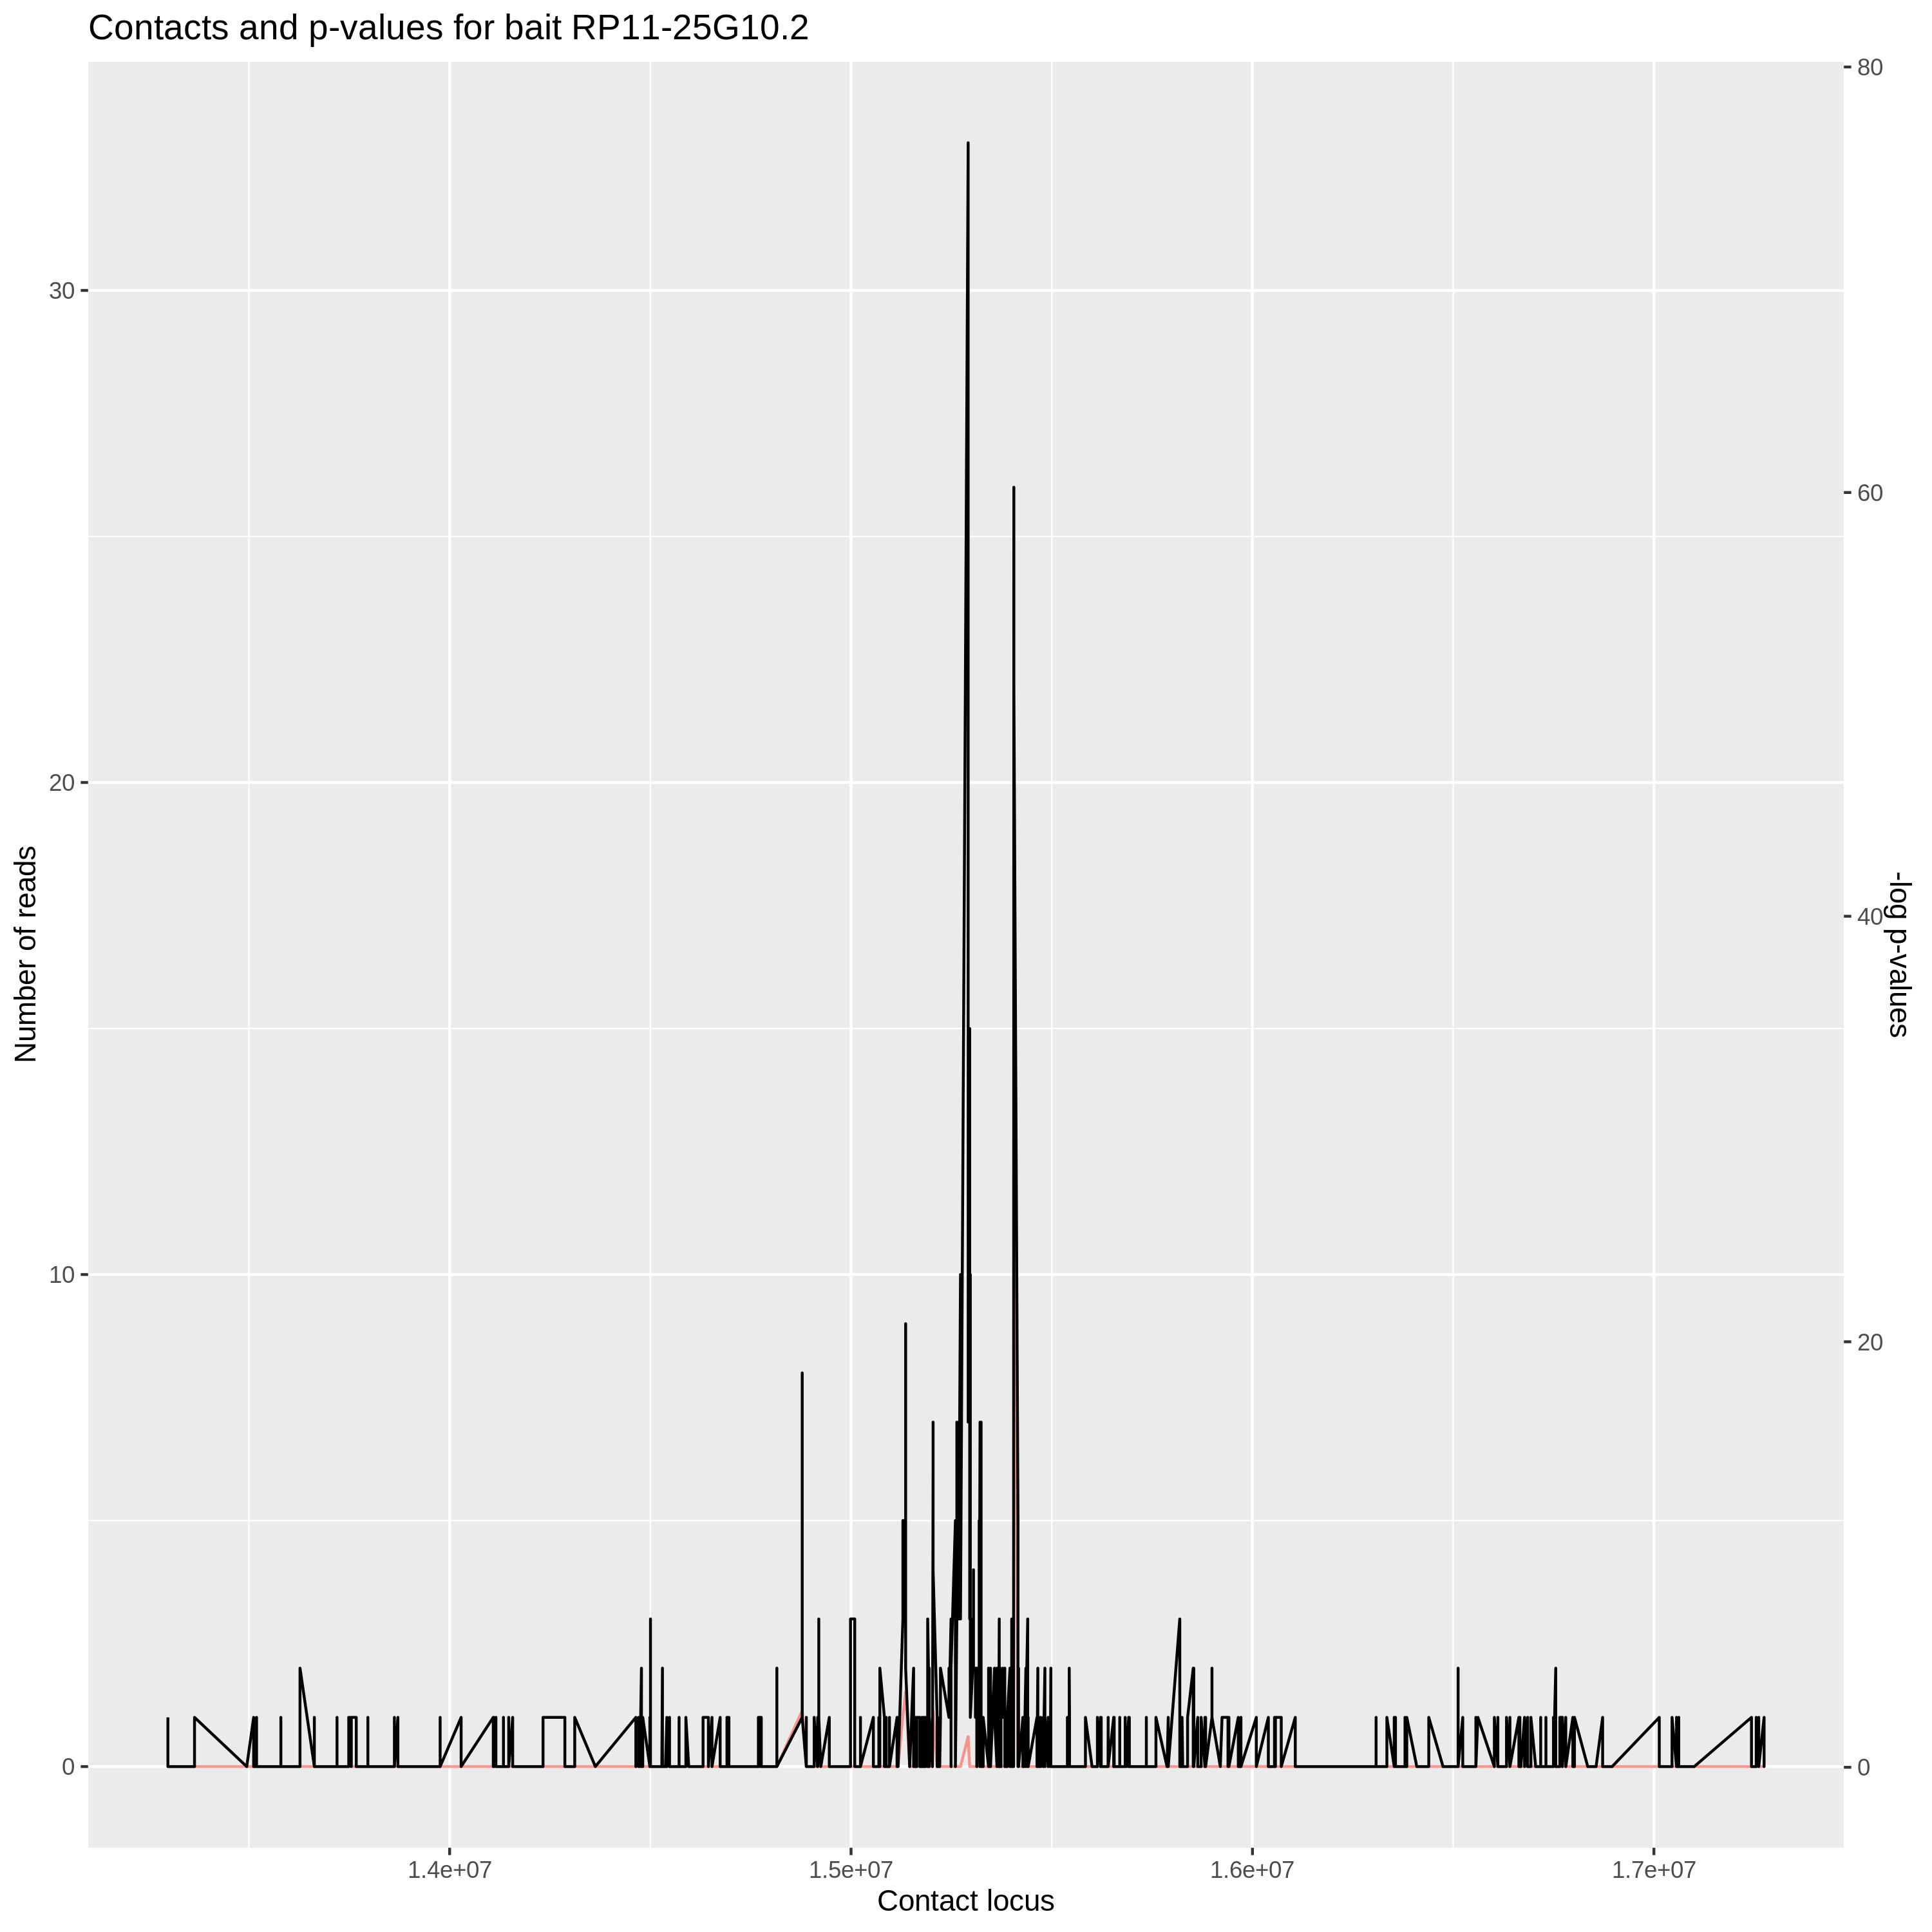 Contacts and p-values for bait RP11-25G10.2
Number of reads
30
20
10
0
80
60
40
20
0
-log p-values
1.4e+07
1.5e+07
1.6e+07
1.7e+07
Contact locus